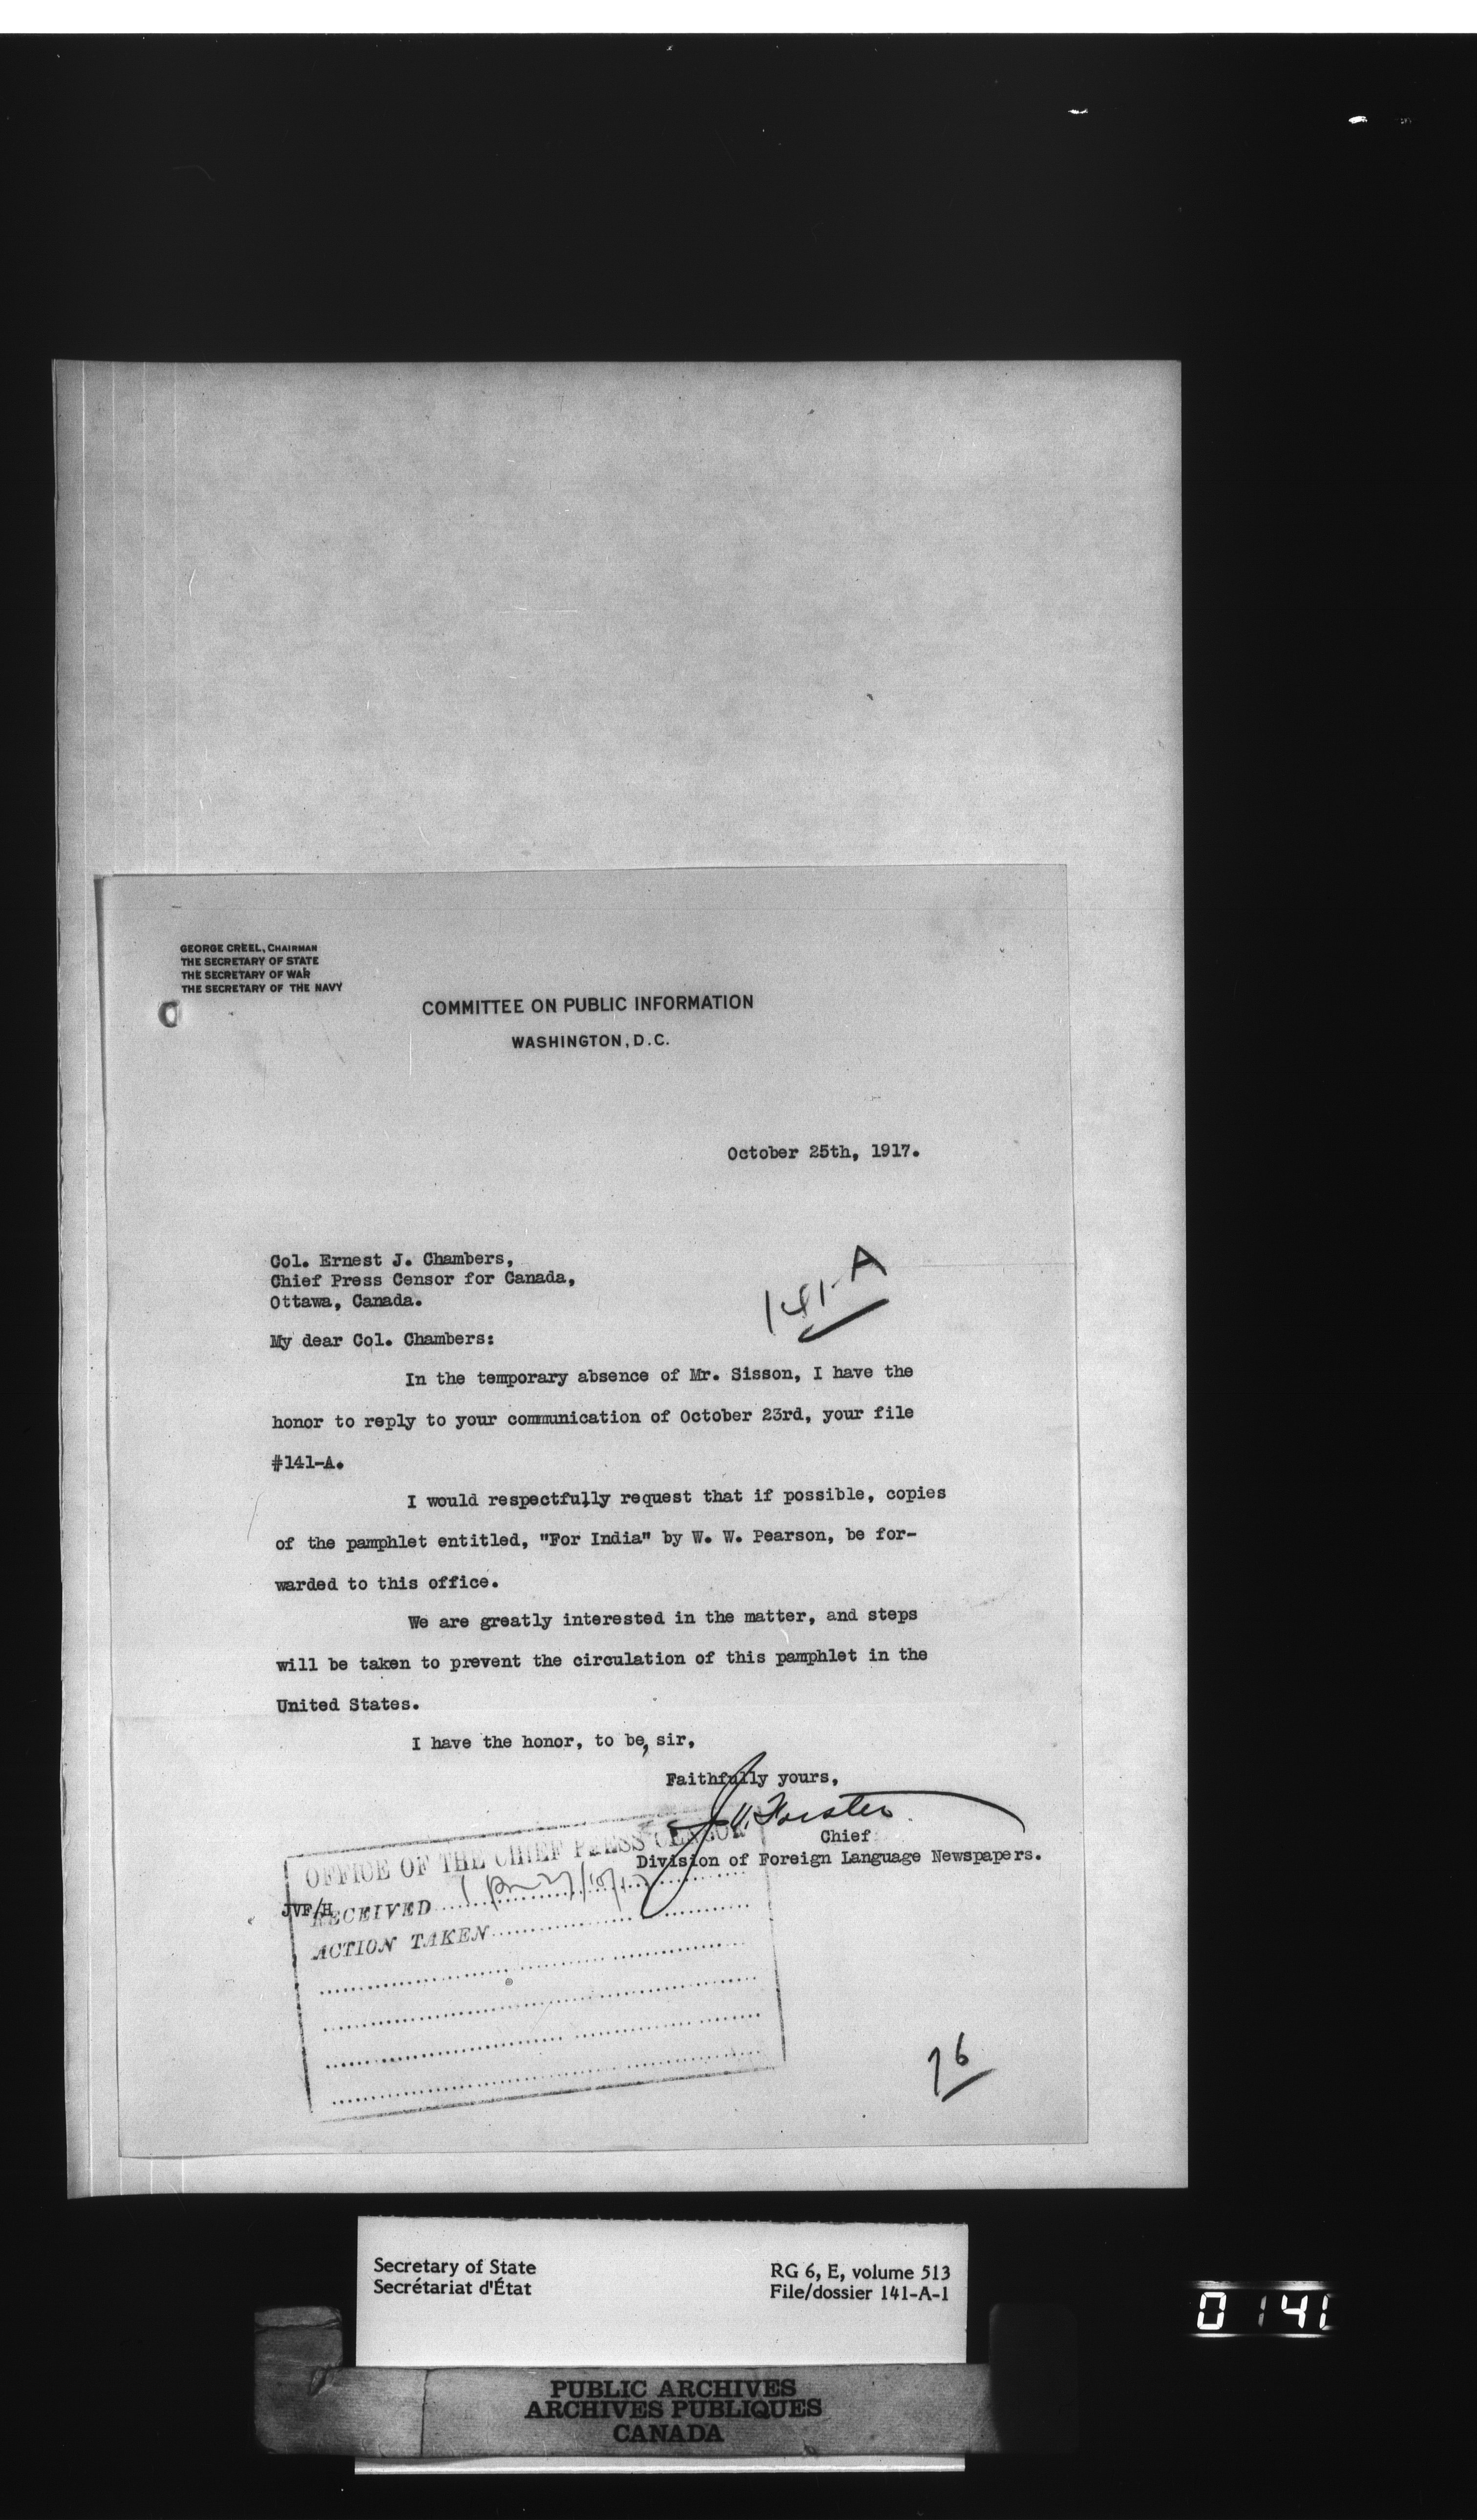 GEORGE CREEL, CHAIRMAN
THE SECRETARY OF STATE
THE SECRETARY OF WAR
THE SECRETARY OF THE NAVY
COMMITTEE ON PUBLIC INFORMATION
WASHINGTON, D.C.
October 25th, 1917.
141-A
Col. Ernest J. Chambers,
Chief Press Censor for Canada,
Ottawa, Canada.
My dear Col. Chambers:
In the temporary absence of Mr. Sisson, I have the
honor to reply to your communication of October 23rd, your file
#141-A.
I would respectfully request that if possible, copies
of the pamphlet entitled, "For India" by W. W. Pearson, be for-
warded to this office.
We are greatly interested in the matter, and steps
will be taken to prevent the circulation of this pamphlet in the
United States.
I have the honor, to be, sir,
Faithfully yours,
Chief
Division of Foreign Language Newspapers.
JVF/H
OFFICE OF THE CHIEF PRESS CENSOR
RECEIVED 27/10/17
ACTION TAKEN
76
Secretary of State
Secrétariat d'État
RG 6, E, volume 513
File/dossier 141-A-1
PUBLIC ARCHIVES
ARCHIVES PUBLIQUES
CANADA
0141